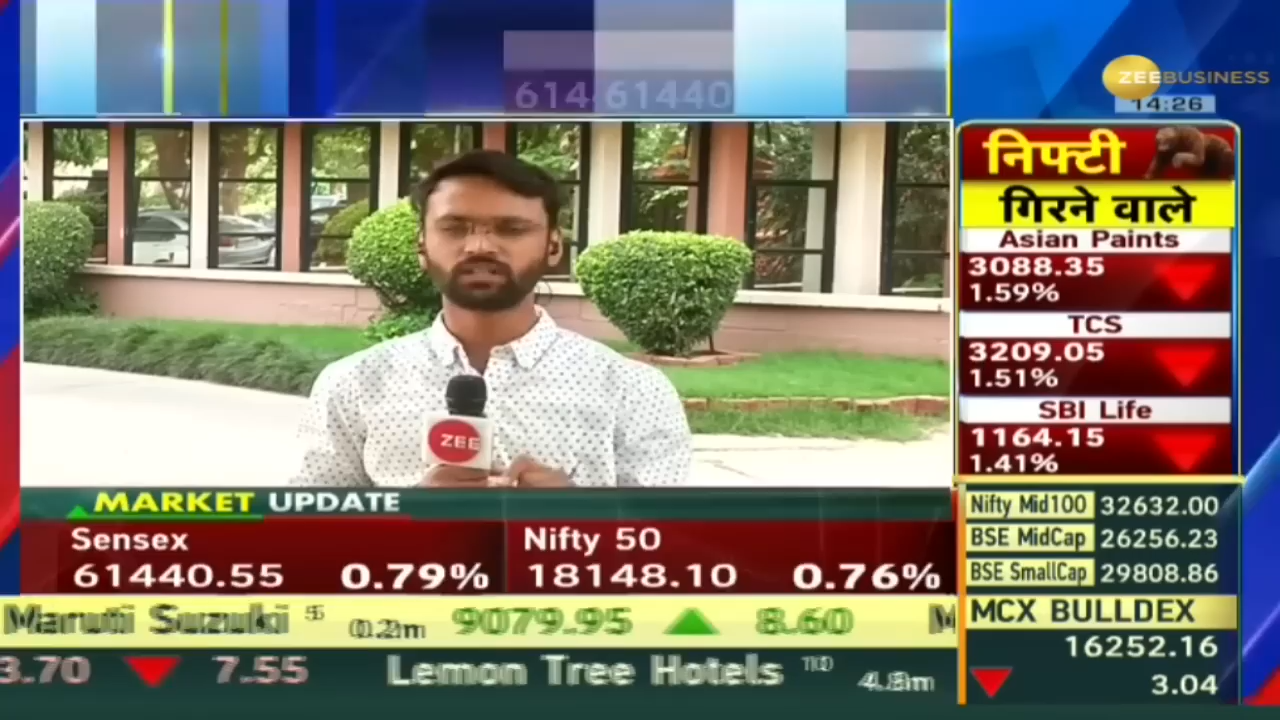 61440
ZEEBUSINESS
14:26
निफ्टी
गिरने वाले
Asian Paints
3088.35
1.59%
TCS
3209.05
1.51%
SBI Life
1164.15
1.41%
ZEE
MARKET UPDATE
Sensex
61440.55 0.79%
Nifty 50
18148.10 0.76%
Nifty Mid100 32632.00
BSE MidCap 26256.23
BSE SmallCap 29808.86
MCX BULLDEX
16252.16
3.04
Maruti Suzuki 0.2m 9079.95 8.60 M
3.70 7.55 Lemon Tree Hotels 10 4.8m